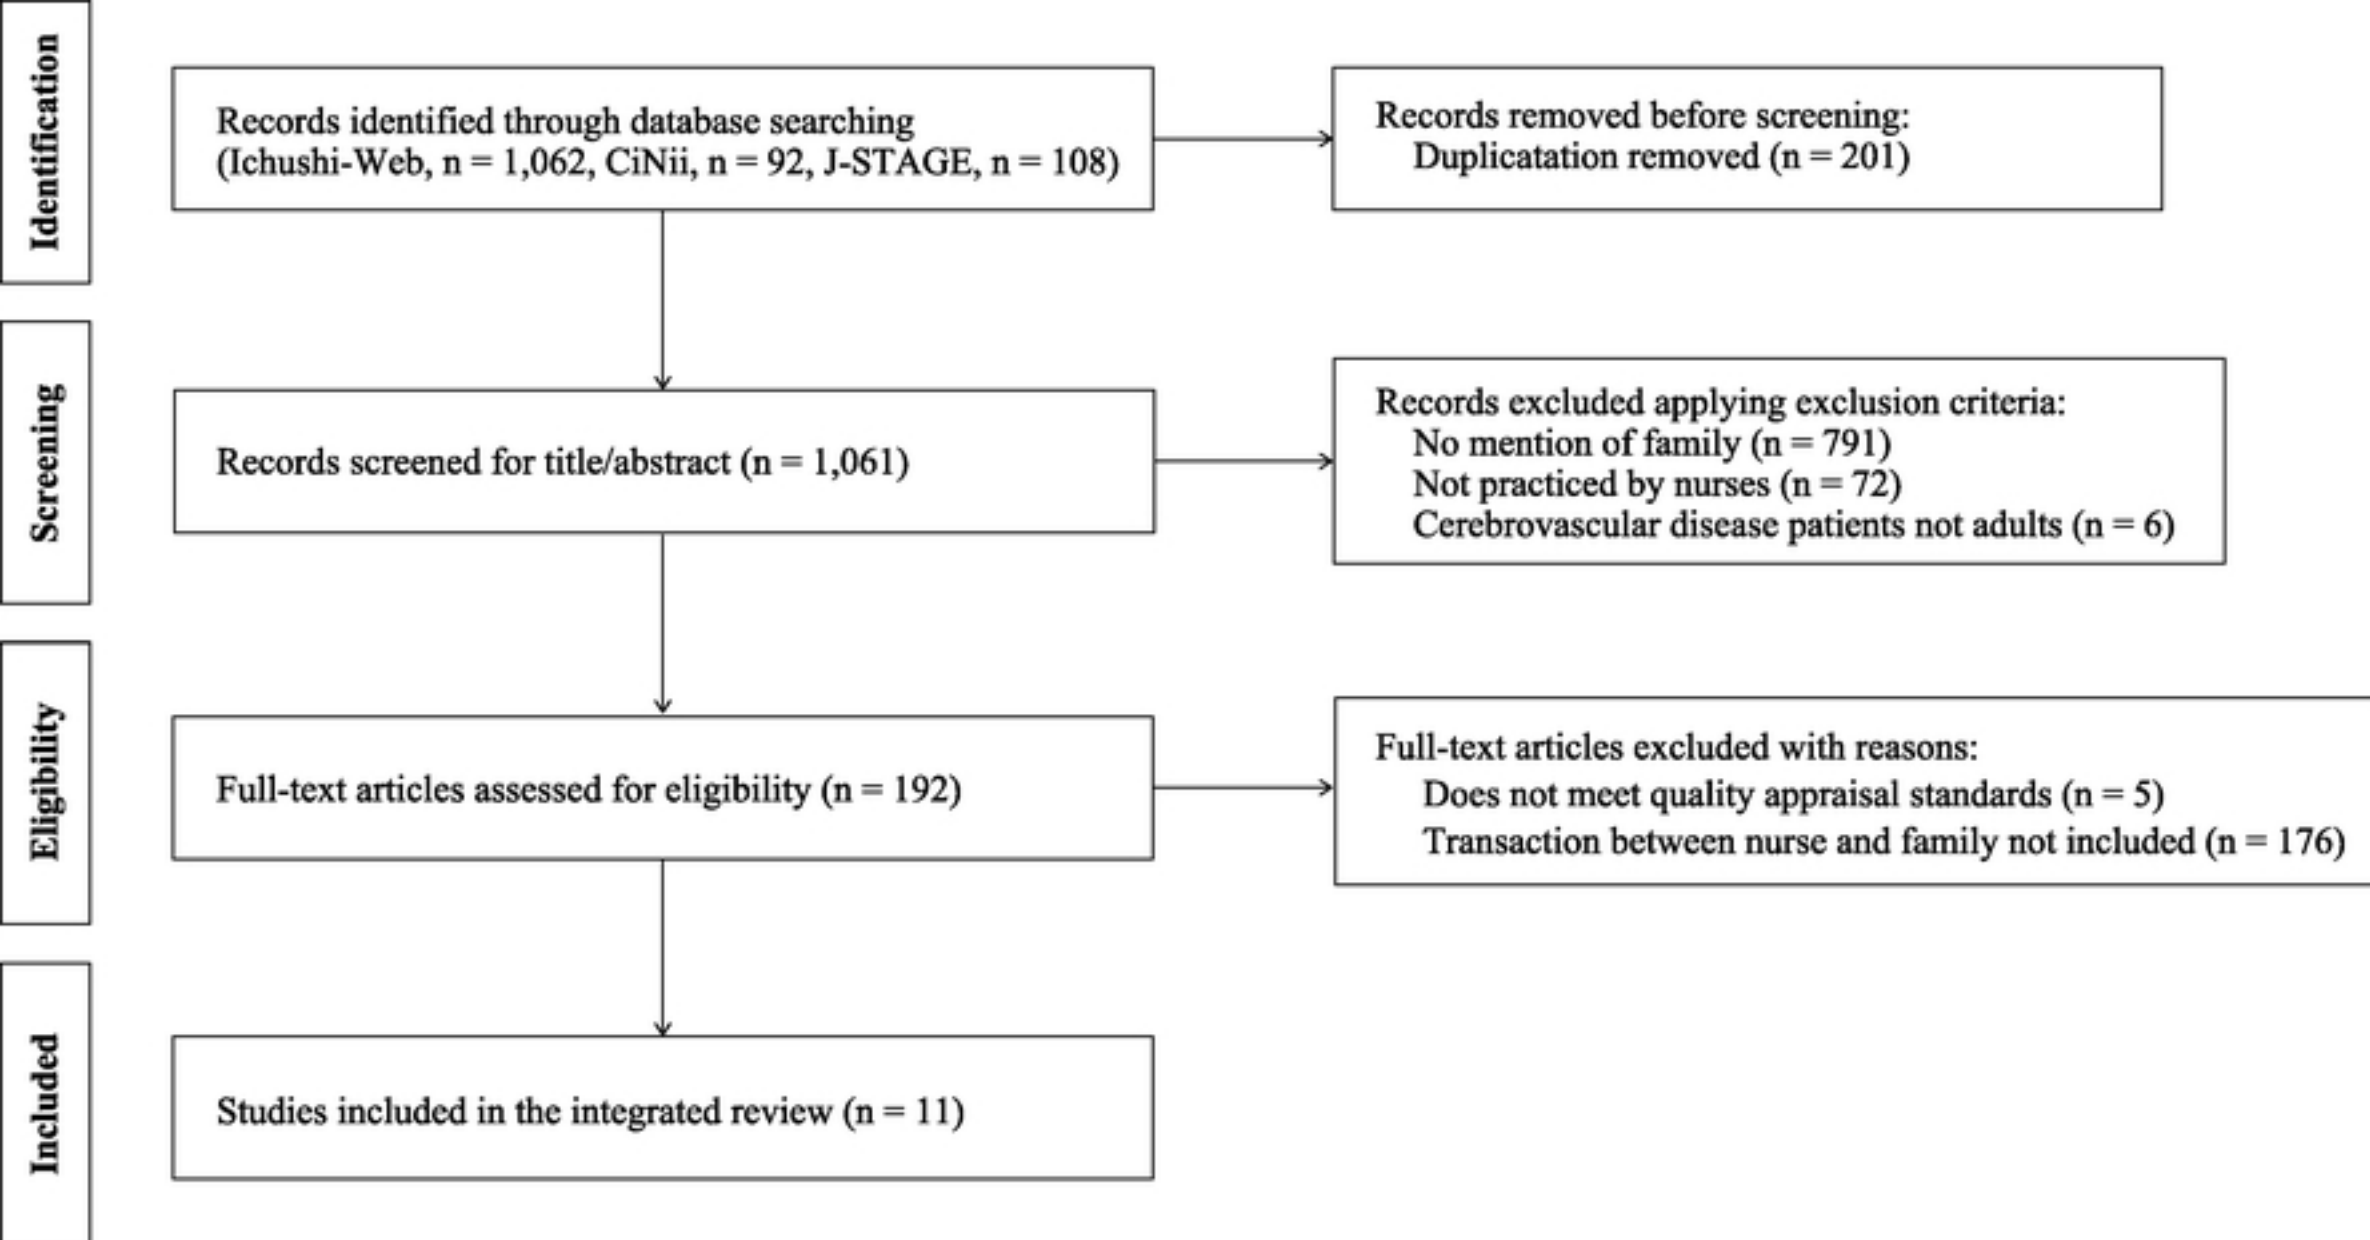 Identification
Records identified through database searching
(Ichushi-Web, n = 1,062, CiNii, n = 92, J-STAGE, n = 108)
Records removed before screening:
Duplicatation removed (n = 201)
Screening
Records screened for title/abstract (n = 1,061)
Records excluded applying exclusion criteria:
No mention of family (n = 791)
Not practiced by nurses (n = 72)
Cerebrovascular disease patients not adults (n = 6)
Eligibility
Full-text articles assessed for eligibility (n = 192)
Full-text articles excluded with reasons:
Does not meet quality appraisal standards (n = 5)
Transaction between nurse and family not included (n = 176)
Included
Studies included in the integrated review (n = 11)